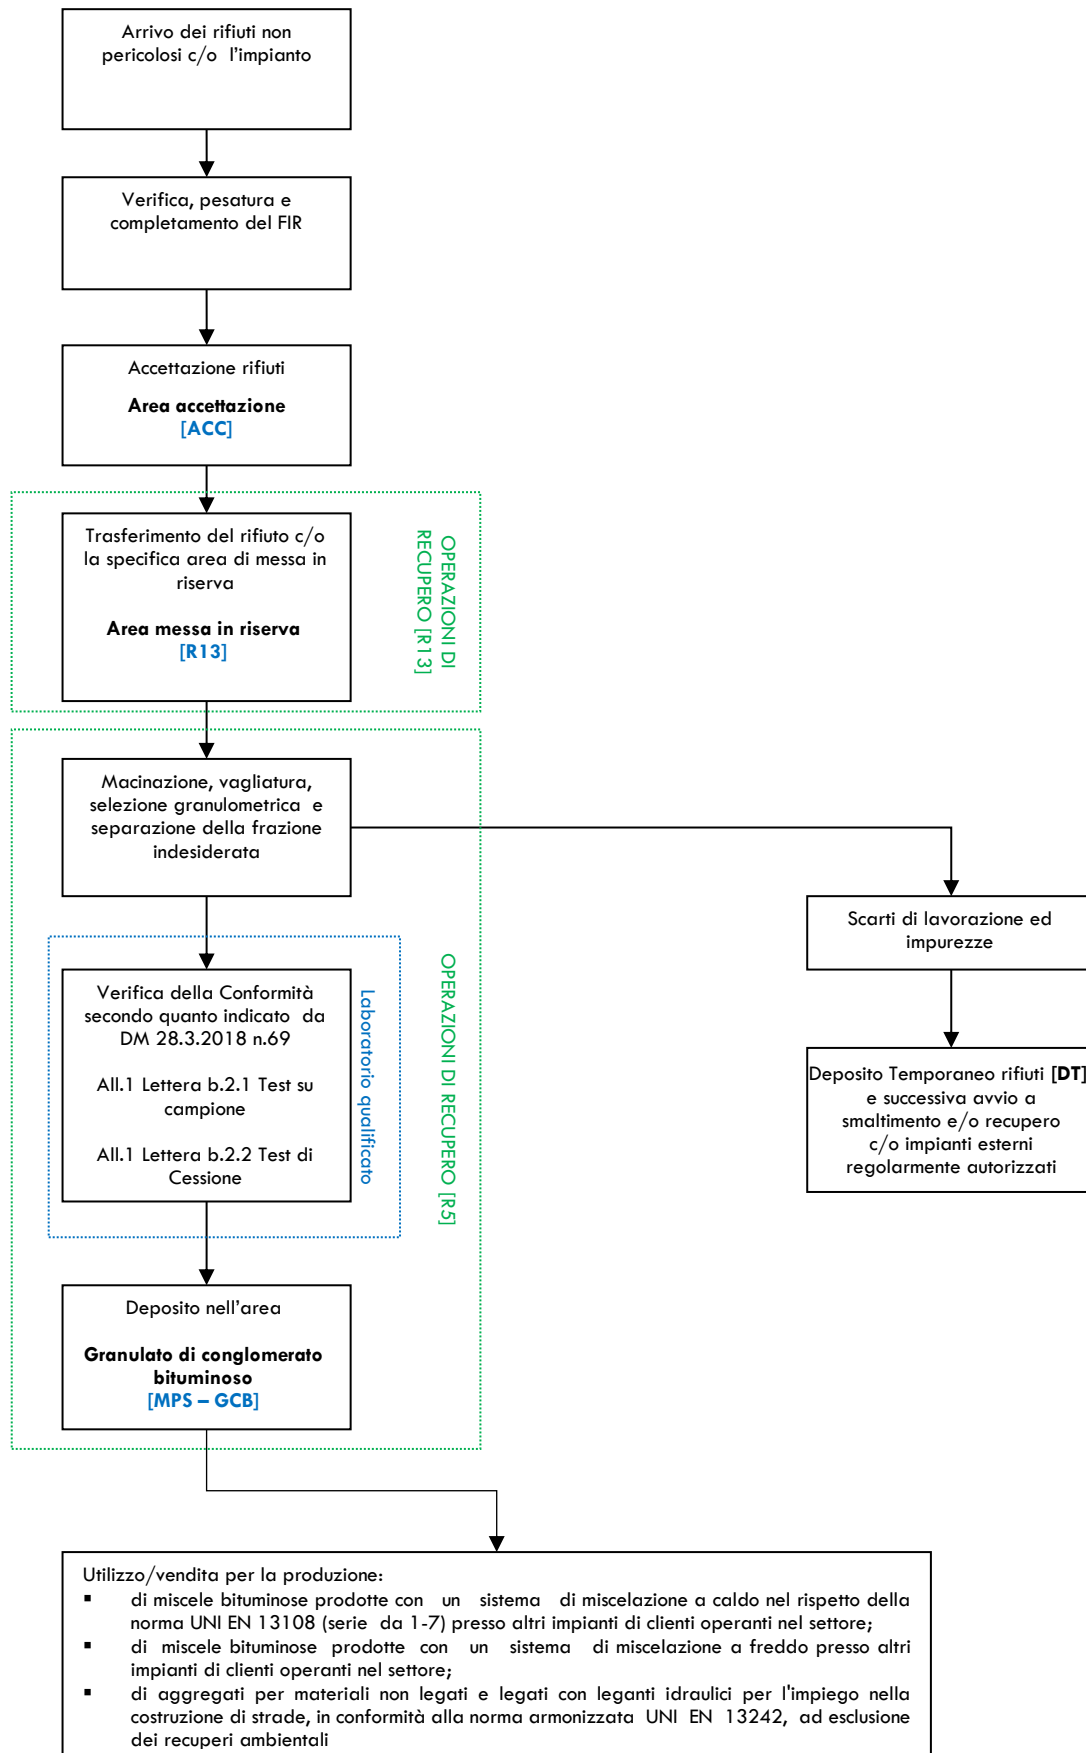 Arrivo dei rifiuti non
pericolosi c/o l'impianto
Verifica, pesatura e
completamento del FIR
Accettazione rifiuti
Area accettazione
[ACC]
Trasferimento del rifiuto c/o
la specifica area di messa in
riserva
Area messa in riserva
[R13]
OPERAZIONI DI
RECUPERO [R13]
Macinazione, vagliatura,
selezione granulometrica e
separazione della frazione
indesiderata
Scarti di lavorazione ed
impurezze
Verifica della Conformità
secondo quanto indicato da
DM 28.3.2018 n.69
All.1 Lettera b.2.1 Test su
campione
All.1 Lettera b.2.2 Test di
Cessione
Laboratorio qualificato
OPERAZIONI DI RECUPERO [R5]
Deposito Temporaneo rifiuti [DT]
e successiva avvio a
smaltimento e/o recupero
c/o impianti esterni
regolarmente autorizzati
Deposito nell'area
Granulato di conglomerato
bituminoso
[MPS – GCB]
Utilizzo/vendita per la produzione:
▪ di miscele bituminose prodotte con un sistema di miscelazione a caldo nel rispetto della
norma UNI EN 13108 (serie da 1-7) presso altri impianti di clienti operanti nel settore;
▪ di miscele bituminose prodotte con un sistema di miscelazione a freddo presso altri
impianti di clienti operanti nel settore;
▪ di aggregati per materiali non legati e legati con leganti idraulici per l'impiego nella
costruzione di strade, in conformità alla norma armonizzata UNI EN 13242, ad esclusione
dei recuperi ambientali